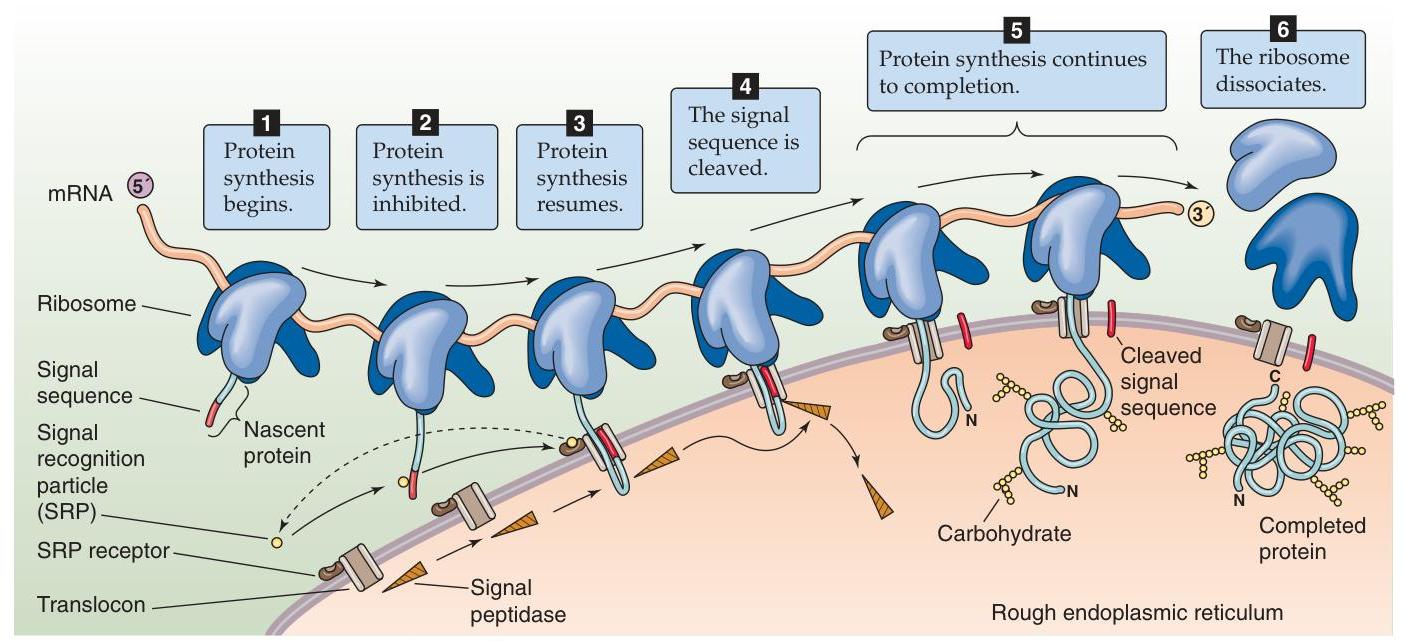 1
Protein
synthesis
begins.
2
Protein
synthesis is
inhibited.
3
Protein
synthesis
resumes.
4
The signal
sequence is
cleaved.
5
Protein synthesis continues
to completion.
6
The ribosome
dissociates.
mRNA
5´
3´
Ribosome
Signal
sequence
Nascent
protein
Signal
recognition
particle
(SRP)
SRP receptor
Translocon
Signal
peptidase
Cleaved
signal
sequence
N
N
Carbohydrate
C
N
Completed
protein
Rough endoplasmic reticulum